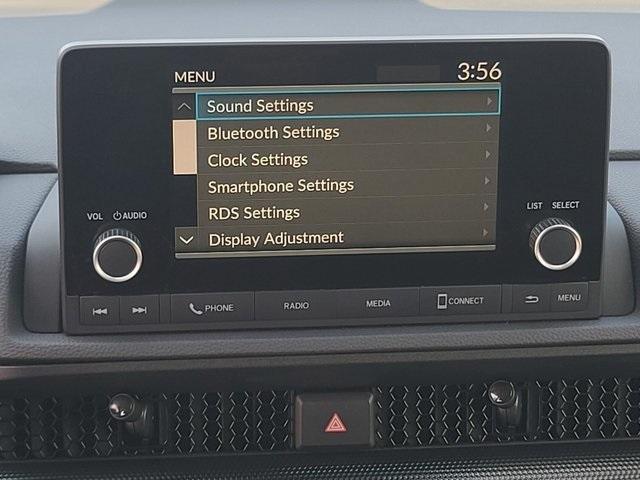 MENU 3:56
Sound Settings
Bluetooth Settings
Clock Settings
Smartphone Settings
RDS Settings
Display Adjustment
VOL AUDIO
LIST SELECT
PHONE RADIO MEDIA CONNECT MENU